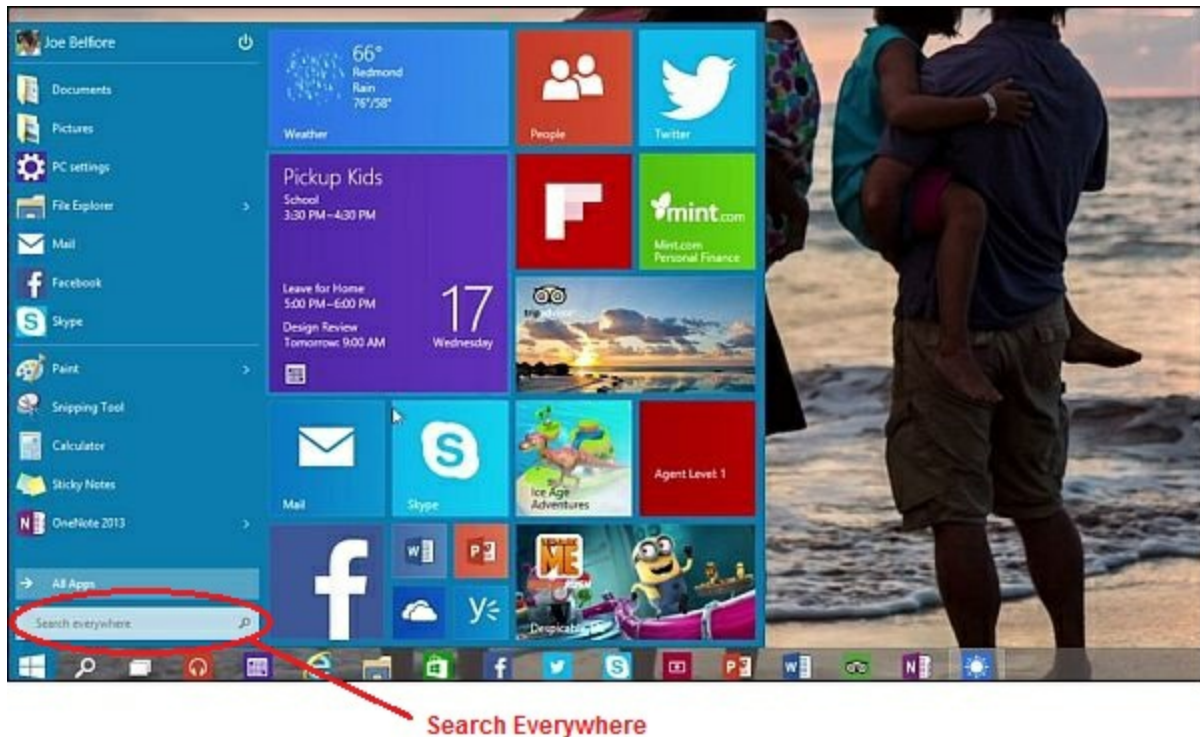 Joe Belfiore
Documents
Pictures
PC settings
File Explorer
Mail
Facebook
Skype
Paint
Snipping Tool
Calculator
Sticky Notes
OneNote 2013
All Apps
Search everywhere
66°
Redmond
Rain
76°/58°
Weather
People
Twitter
Pickup Kids
School
3:30 PM–4:30 PM
Leave for Home
5:00 PM–6:00 PM
Design Review
Tomorrow: 9:00 AM
17
Wednesday
mint.com
Mint.com
Personal Finance
tripadvisor
Mail
Skype
Ice Age
Adventures
Agent Level: 1
ME
Despicable
Search Everywhere